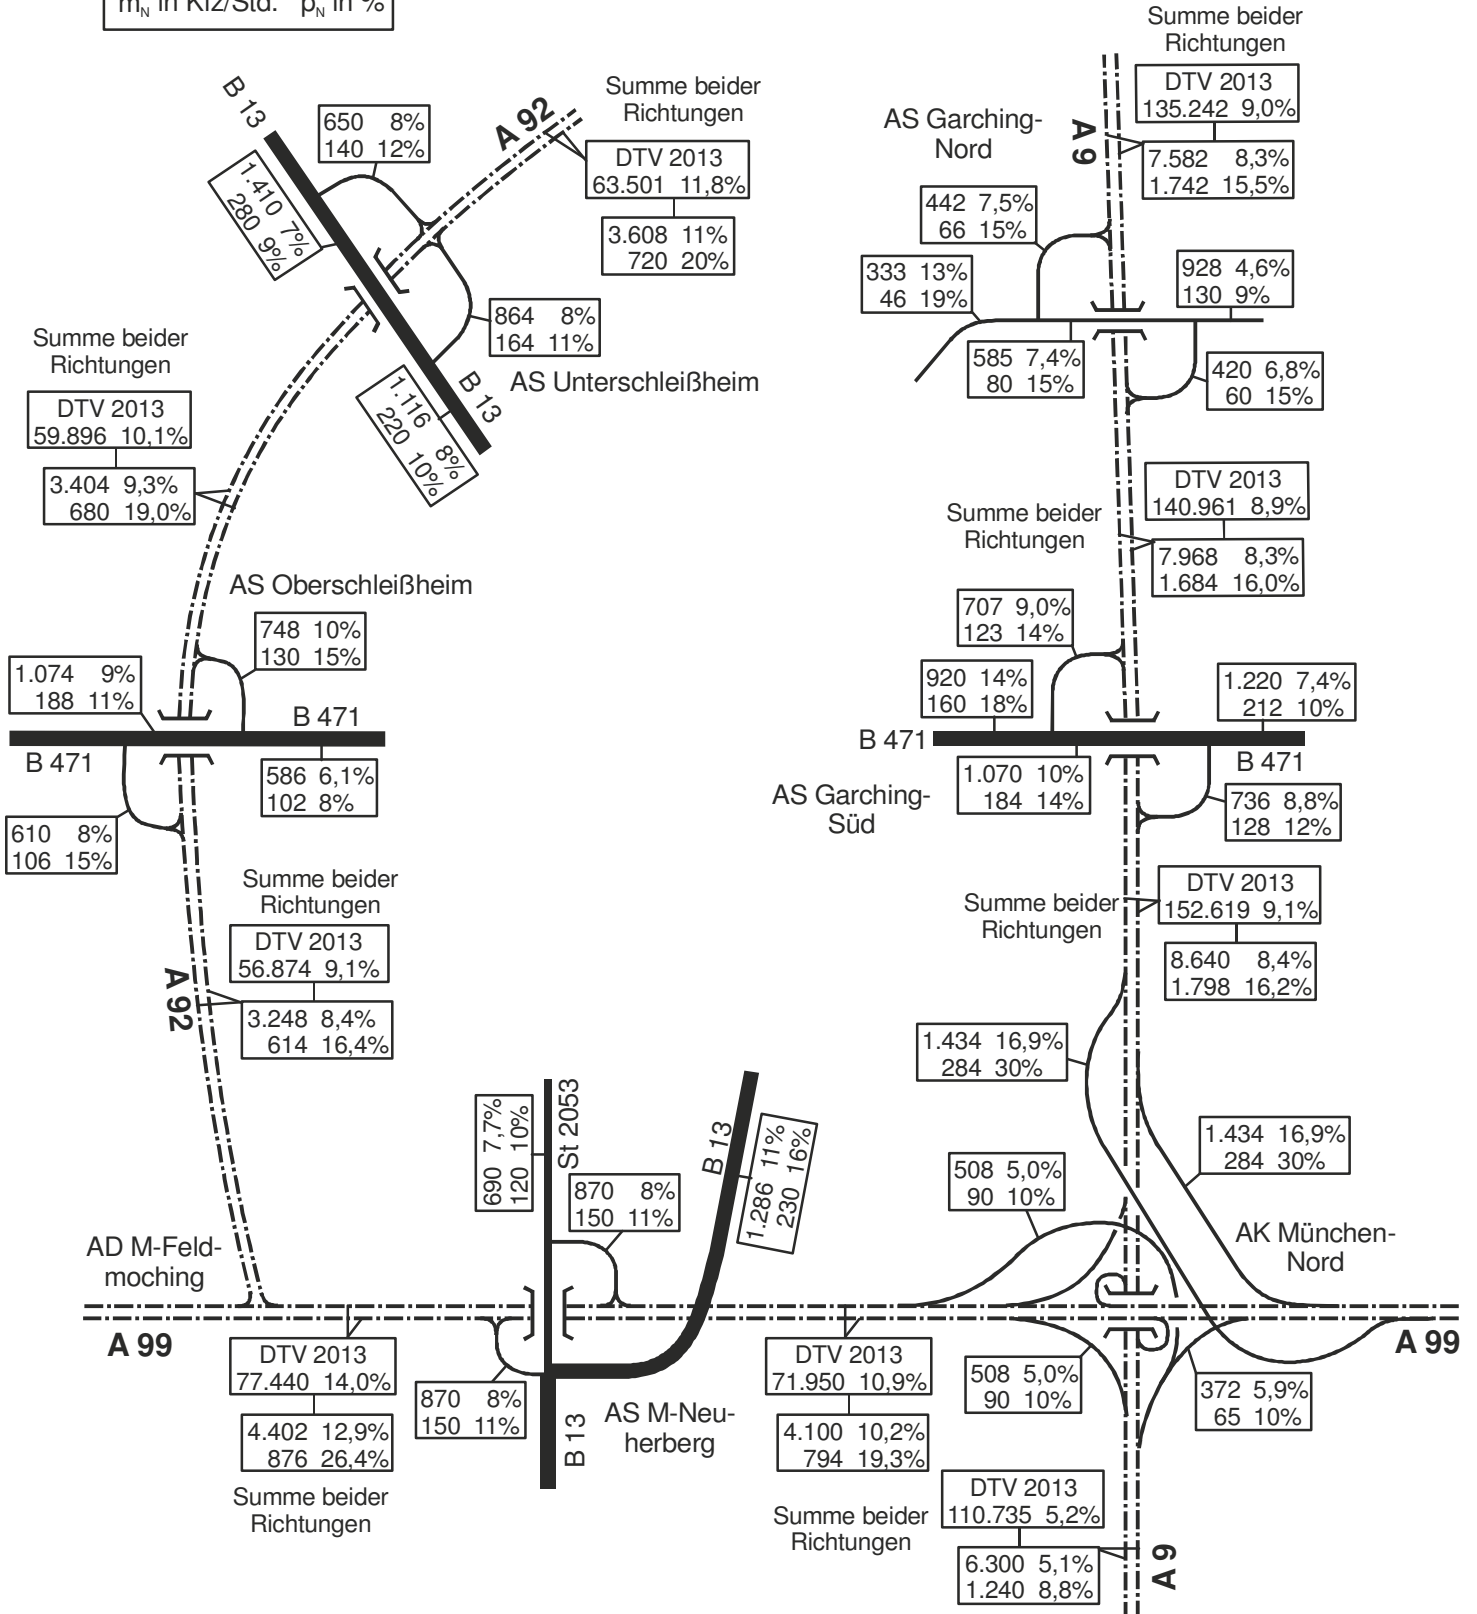 m_N in Kfz/Std. p_N in %
B 13
650 8%
140 12%
A 92
Summe beider
Richtungen
DTV 2013
63.501 11,8%
3.608 11%
720 20%
1.410 7%
280 9%
864 8%
164 11%
AS Unterschleißheim
B 13
1.116 8%
220 10%
Summe beider
Richtungen
DTV 2013
59.896 10,1%
3.404 9,3%
680 19,0%
AS Oberschleißheim
748 10%
130 15%
1.074 9%
188 11%
B 471
B 471
586 6,1%
102 8%
610 8%
106 15%
Summe beider
Richtungen
DTV 2013
56.874 9,1%
A 92
3.248 8,4%
614 16,4%
AD M-Feld-
moching
A 99
DTV 2013
77.440 14,0%
4.402 12,9%
876 26,4%
Summe beider
Richtungen
690 7,7%
120 10%
St 2053
870 8%
150 11%
B 13
1.286 11%
230 16%
870 8%
150 11%
B 13
AS M-Neu-
herberg
Summe beider
Richtungen
DTV 2013
135.242 9,0%
AS Garching-
Nord
A 9
7.582 8,3%
1.742 15,5%
442 7,5%
66 15%
333 13%
46 19%
928 4,6%
130 9%
585 7,4%
80 15%
420 6,8%
60 15%
DTV 2013
140.961 8,9%
Summe beider
Richtungen
7.968 8,3%
1.684 16,0%
707 9,0%
123 14%
920 14%
160 18%
1.220 7,4%
212 10%
B 471
B 471
1.070 10%
184 14%
AS Garching-
Süd
736 8,8%
128 12%
DTV 2013
152.619 9,1%
Summe beider
Richtungen
8.640 8,4%
1.798 16,2%
1.434 16,9%
284 30%
1.434 16,9%
284 30%
508 5,0%
90 10%
AK München-
Nord
A 99
DTV 2013
71.950 10,9%
4.100 10,2%
794 19,3%
Summe beider
Richtungen
508 5,0%
90 10%
372 5,9%
65 10%
DTV 2013
110.735 5,2%
6.300 5,1%
1.240 8,8%
A 9